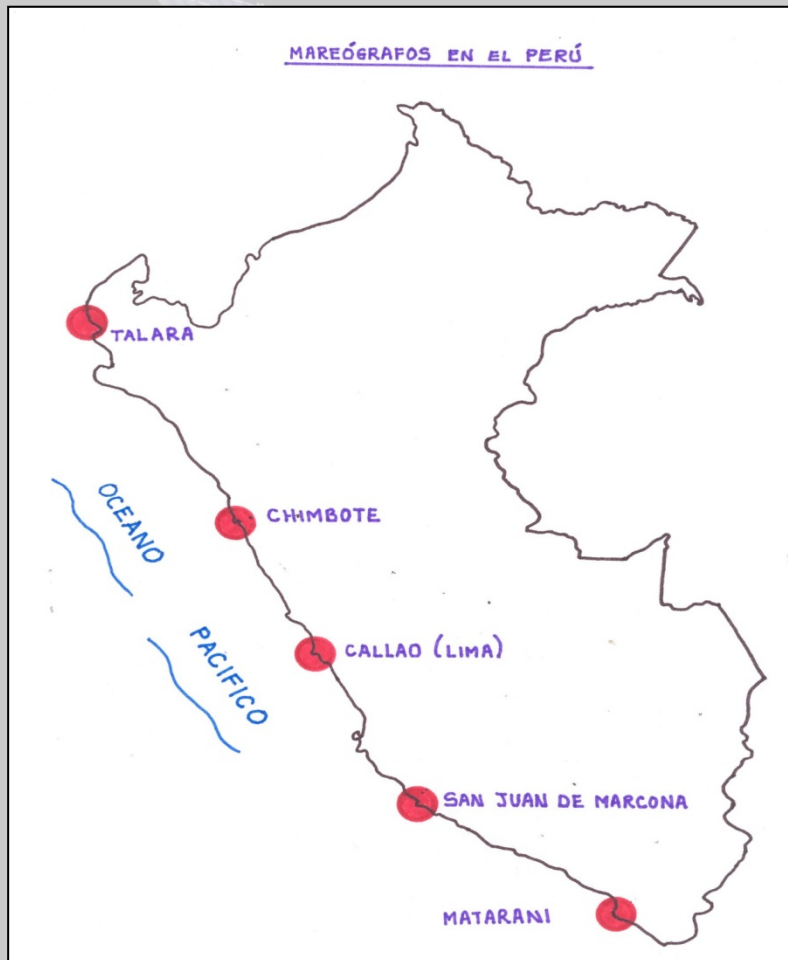 MAREÓGRAFOS EN EL PERÚ
TALARA
OCEANO
CHIMBOTE
PACIFICO
CALLAO (LIMA)
SAN JUAN DE MARCONA
MATARANI